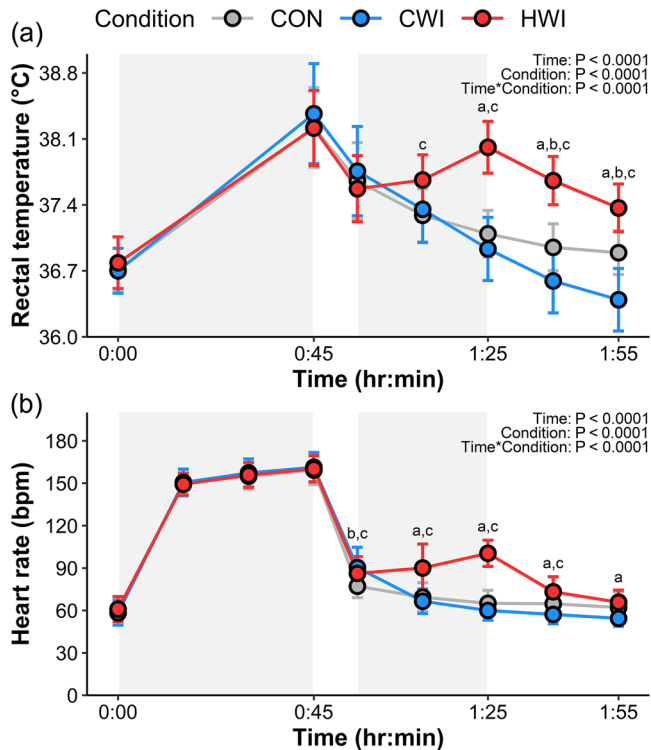 Condition CON CWI HWI
(a)
Time: P < 0.0001
Condition: P < 0.0001
Time*Condition: P < 0.0001
Rectal temperature (°C)
38.8
38.1
37.4
36.7
36.0
c
a,c
a,b,c
a,b,c
0:00 0:45 1:25 1:55
Time (hr:min)
(b)
Time: P < 0.0001
Condition: P < 0.0001
Time*Condition: P < 0.0001
Heart rate (bpm)
180
150
120
90
60
30
0
b,c
a,c
a,c
a,c
a
0:00 0:45 1:25 1:55
Time (hr:min)